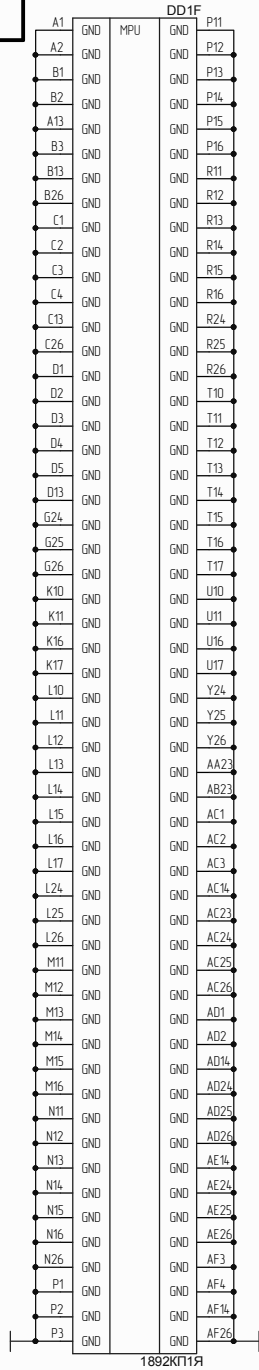 DD1F
A1 GND MPU GND P11
A2 GND GND P12
B1 GND GND P13
B2 GND GND P14
A13 GND GND P15
B3 GND GND P16
B13 GND GND R11
B26 GND GND R12
C1 GND GND R13
C2 GND GND R14
C3 GND GND R15
C4 GND GND R16
C13 GND GND R24
C26 GND GND R25
D1 GND GND R26
D2 GND GND T10
D3 GND GND T11
D4 GND GND T12
D5 GND GND T13
D13 GND GND T14
G24 GND GND T15
G25 GND GND T16
G26 GND GND T17
K10 GND GND U10
K11 GND GND U11
K16 GND GND U16
K17 GND GND U17
L10 GND GND Y24
L11 GND GND Y25
L12 GND GND Y26
L13 GND GND AA23
L14 GND GND AB23
L15 GND GND AC1
L16 GND GND AC2
L17 GND GND AC3
L24 GND GND AC14
L25 GND GND AC23
L26 GND GND AC24
M11 GND GND AC25
M12 GND GND AC26
M13 GND GND AD1
M14 GND GND AD2
M15 GND GND AD14
M16 GND GND AD24
N11 GND GND AD25
N12 GND GND AD26
N13 GND GND AE14
N14 GND GND AE24
N15 GND GND AE25
N16 GND GND AE26
N26 GND GND AF3
P1 GND GND AF4
P2 GND GND AF14
P3 GND GND AF26
1892КП1Я